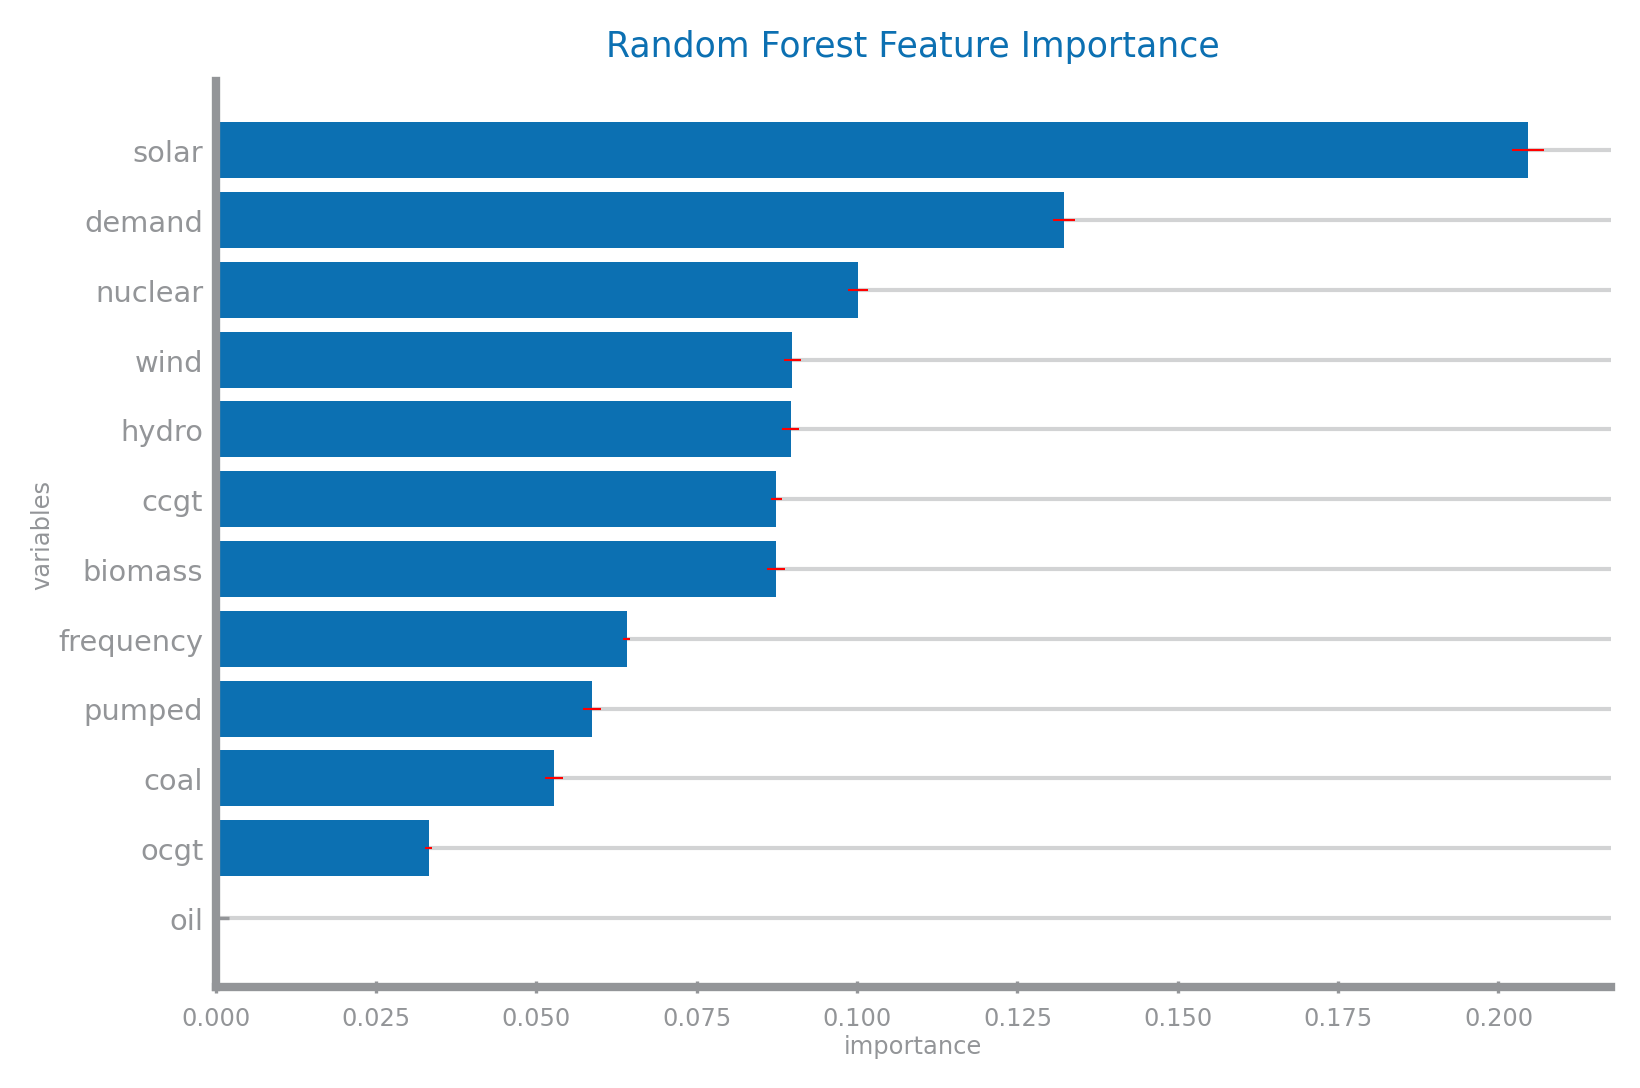 Random Forest Feature Importance
solar
demand
nuclear
wind
hydro
ccgt
biomass
frequency
pumped
coal
ocgt
oil
variables
0.000 0.025 0.050 0.075 0.100 0.125 0.150 0.175 0.200
importance